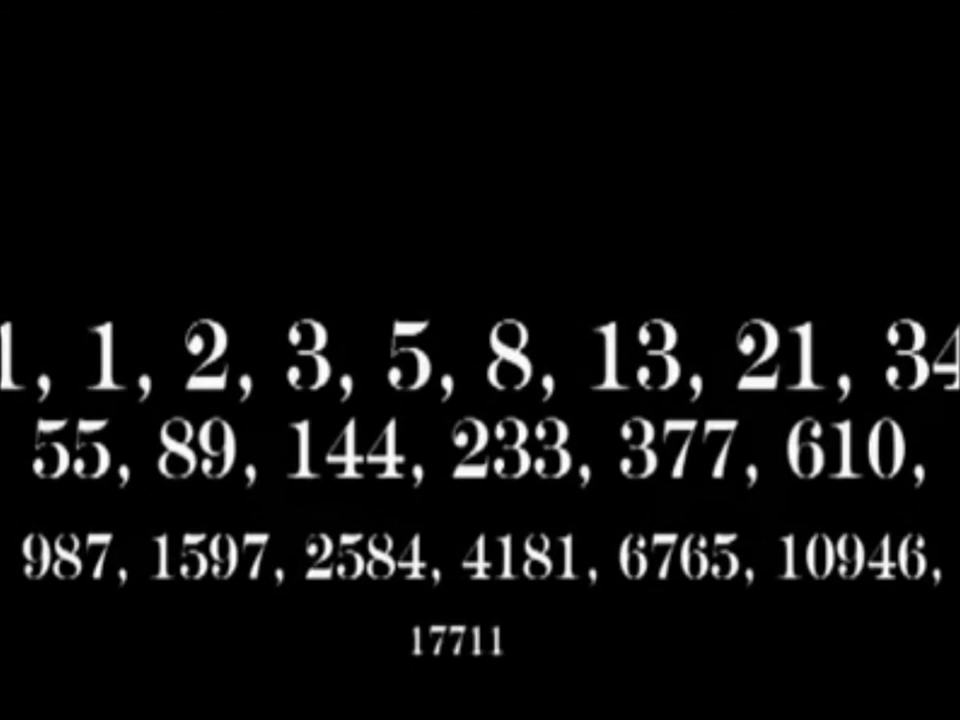 1, 1, 2, 3, 5, 8, 13, 21, 34
55, 89, 144, 233, 377, 610,
987, 1597, 2584, 4181, 6765, 10946,
17711